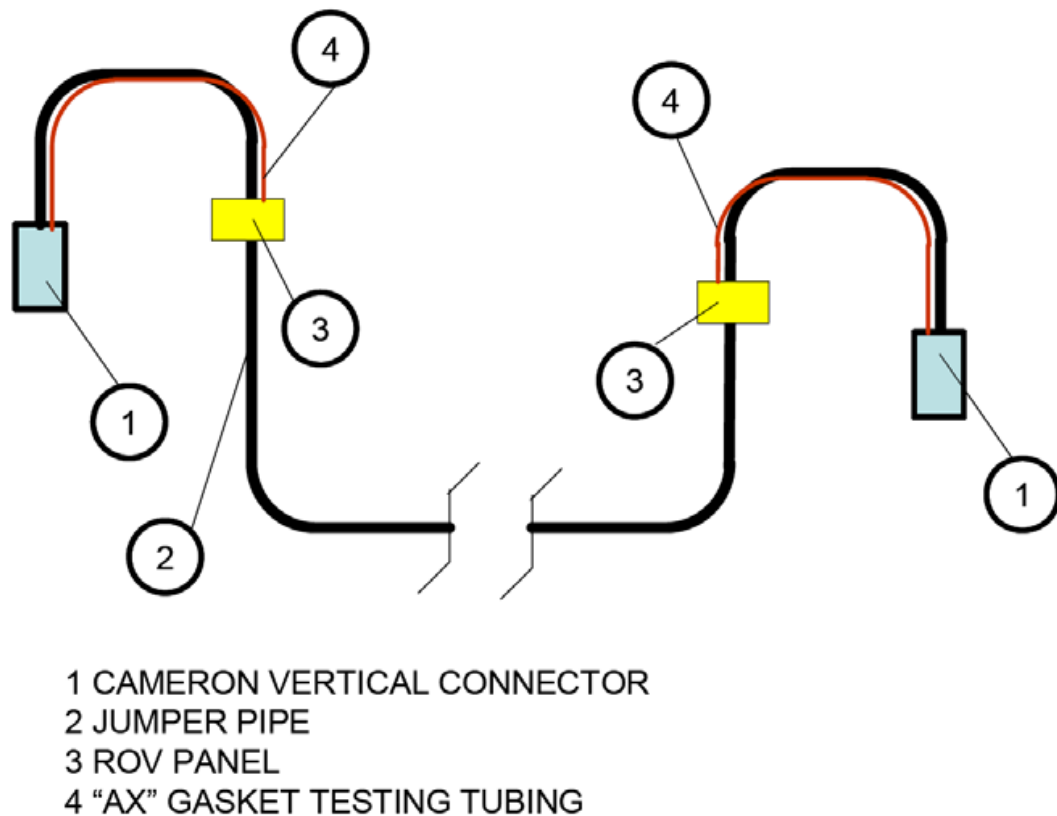 4
4
3
3
1
1
2
1 CAMERON VERTICAL CONNECTOR
2 JUMPER PIPE
3 ROV PANEL
4 “AX” GASKET TESTING TUBING